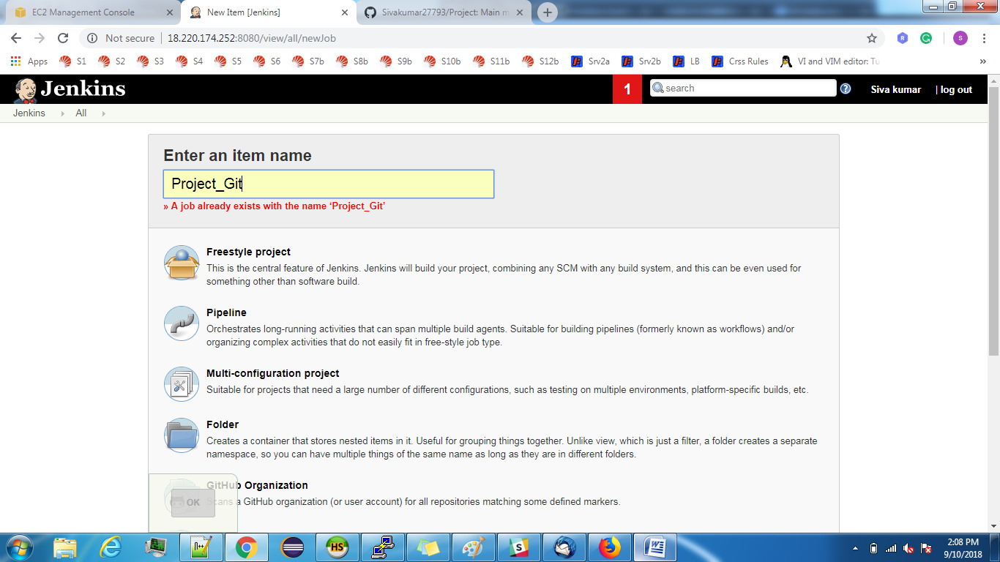 EC2 Management Console
New Item [Jenkins]
Sivakumar27793/Project: Main m
Not secure
18.220.174.252:8080/view/all/newJob
R
S
Apps
S1
S2
S3
S4
S5
S6
S7b
S8b
S9b
S10b
S11b
S12b
Srv2a
Srv2b
LB
Crss Rules
VI and VIM editor: Tu
»
Jenkins
1
search
Siva kumar
| log out
Jenkins
All
Enter an item name
Project_Git
» A job already exists with the name ‘Project_Git’
Freestyle project
This is the central feature of Jenkins. Jenkins will build your project, combining any SCM with any build system, and this can be even used for
something other than software build.
Pipeline
Orchestrates long-running activities that can span multiple build agents. Suitable for building pipelines (formerly known as workflows) and/or
organizing complex activities that do not easily fit in free-style job type.
Multi-configuration project
Suitable for projects that need a large number of different configurations, such as testing on multiple environments, platform-specific builds, etc.
Folder
Creates a container that stores nested items in it. Useful for grouping things together. Unlike view, which is just a filter, a folder creates a separate
namespace, so you can have multiple things of the same name as long as they are in different folders.
GitHub Organization
Scans a GitHub organization (or user account) for all repositories matching some defined markers.
OK
HS
S
W
2:08 PM
9/10/2018